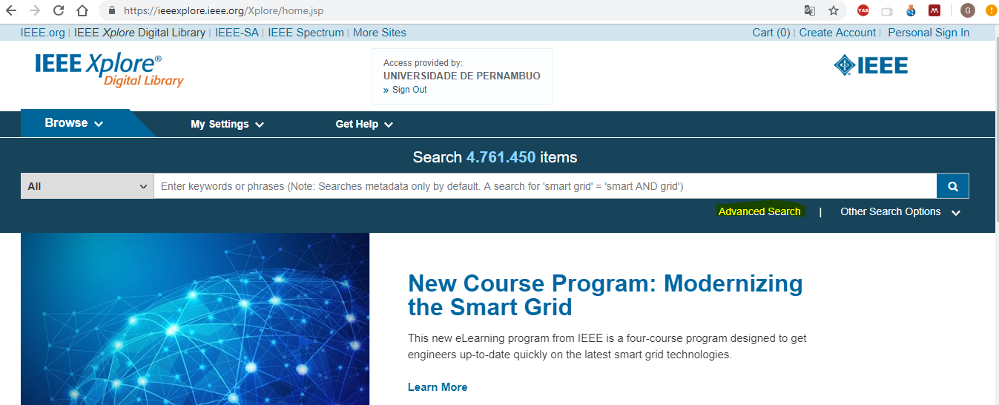 https://ieeexplore.ieee.org/Xplore/home.jsp
YAB
G
IEEE.org | IEEE Xplore Digital Library | IEEE-SA | IEEE Spectrum | More Sites
Cart (0) | Create Account | Personal Sign In
IEEE Xplore®
Digital Library
Access provided by:
UNIVERSIDADE DE PERNAMBUO
» Sign Out
IEEE
Browse
My Settings
Get Help
Search 4.761.450 items
All
Enter keywords or phrases (Note: Searches metadata only by default. A search for 'smart grid' = 'smart AND grid')
Advanced Search | Other Search Options
New Course Program: Modernizing
the Smart Grid
This new eLearning program from IEEE is a four-course program designed to get
engineers up-to-date quickly on the latest smart grid technologies.
Learn More